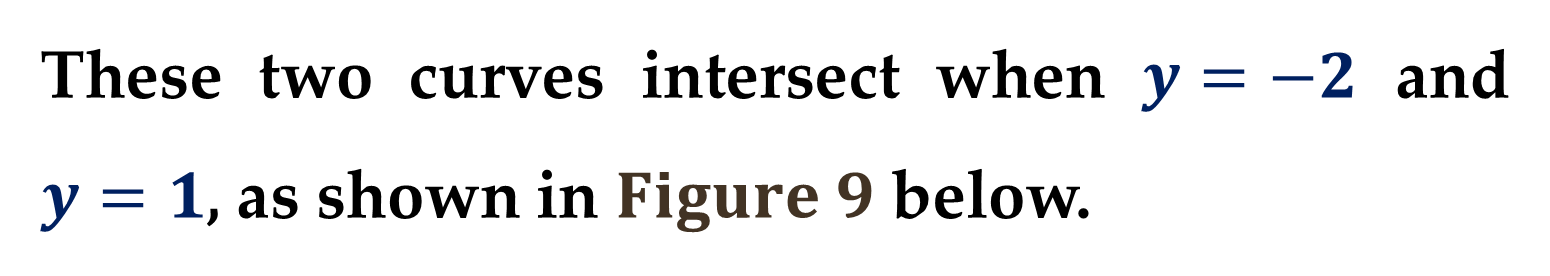 These two curves intersect when y = −2 and
y = 1, as shown in Figure 9 below.